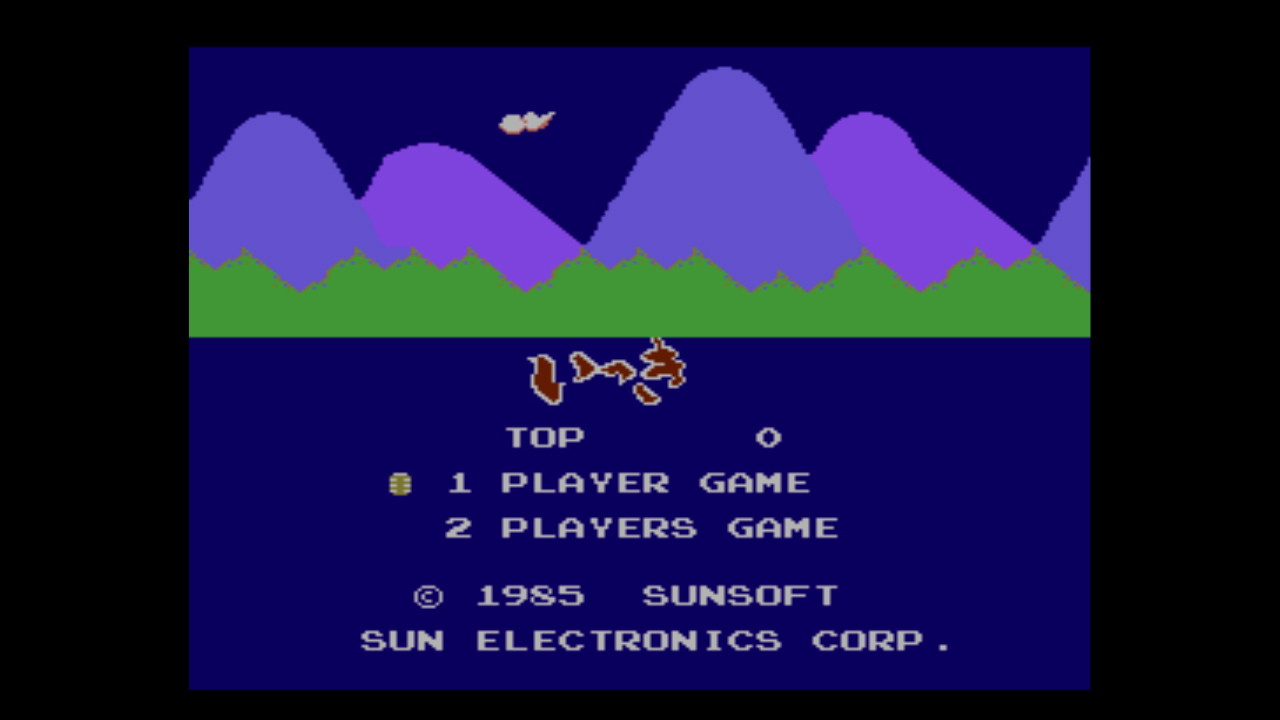 いっき
TOP 0
1 PLAYER GAME
2 PLAYERS GAME
© 1985 SUNSOFT
SUN ELECTRONICS CORP.